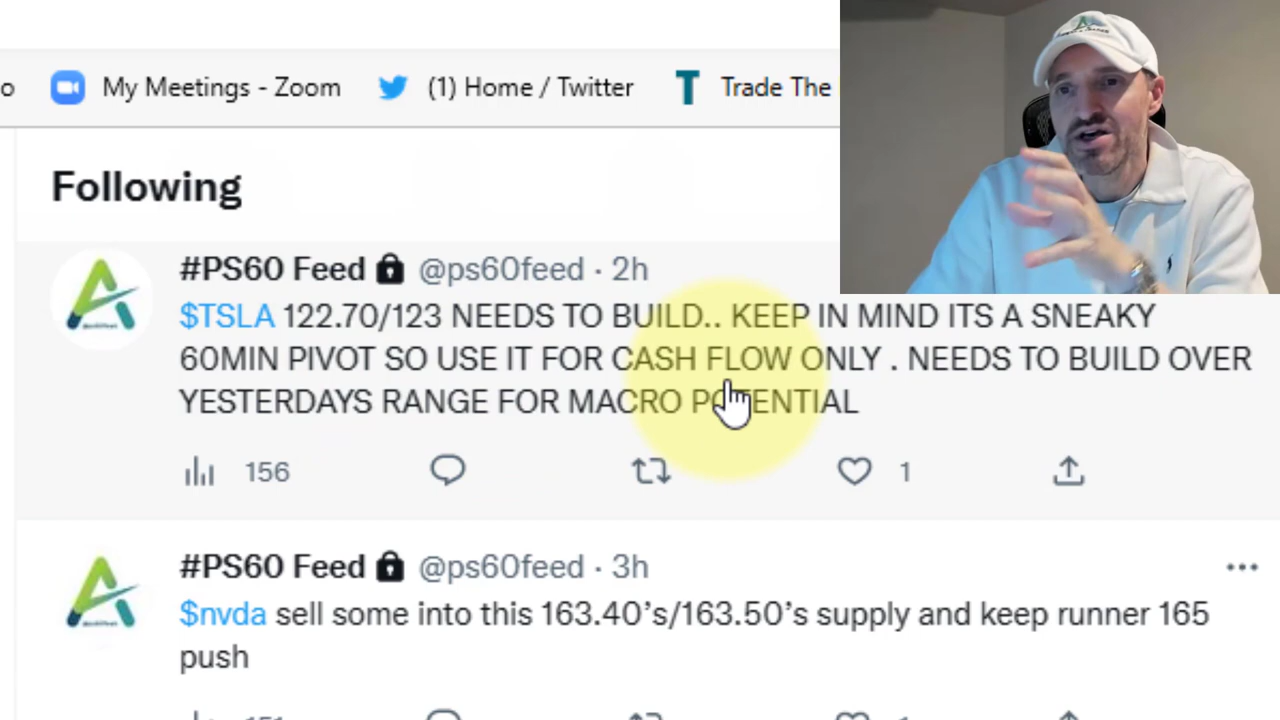 o My Meetings - Zoom (1) Home / Twitter Trade The
Following
#PS60 Feed @ps60feed · 2h
$TSLA 122.70/123 NEEDS TO BUILD.. KEEP IN MIND ITS A SNEAKY
60MIN PIVOT SO USE IT FOR CASH FLOW ONLY . NEEDS TO BUILD OVER
YESTERDAYS RANGE FOR MACRO POTENTIAL
156 1
#PS60 Feed @ps60feed · 3h
$nvda sell some into this 163.40’s/163.50’s supply and keep runner 165
push